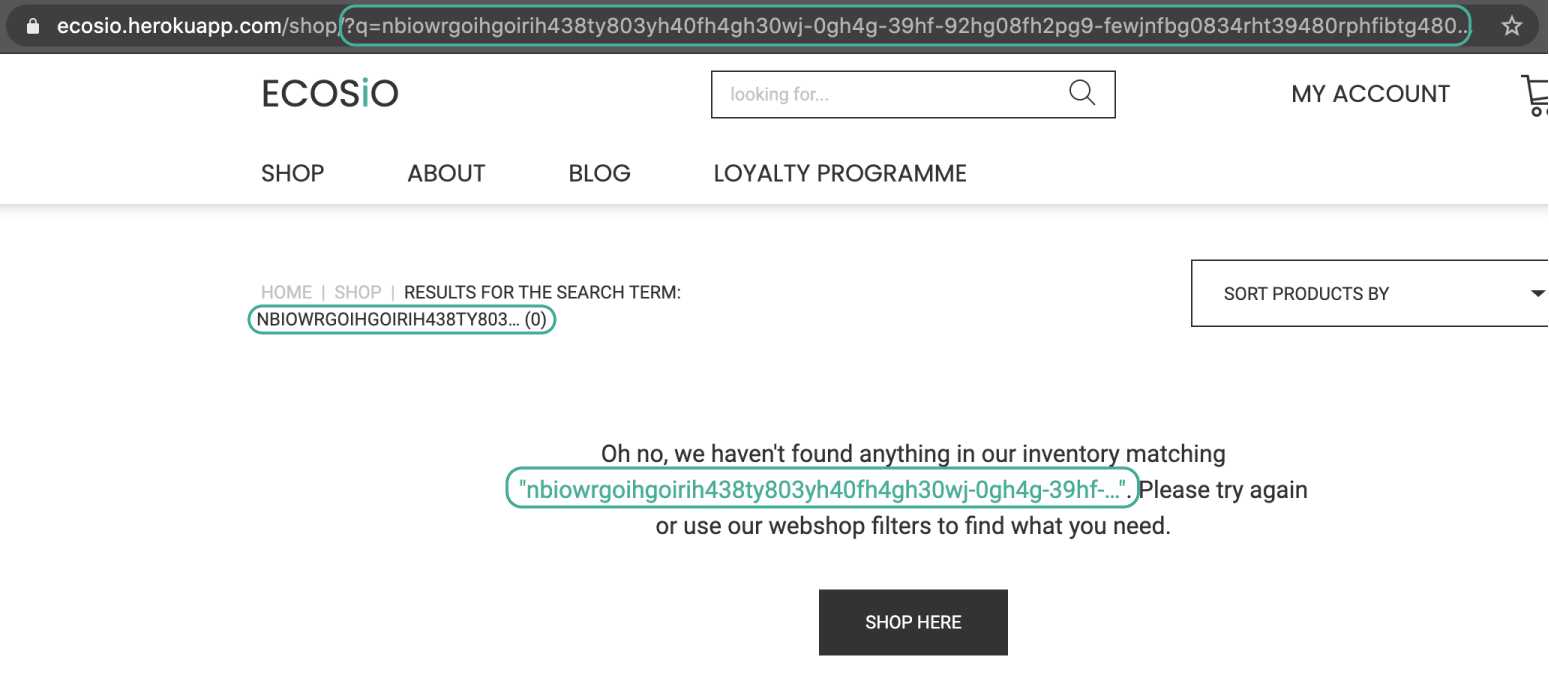 ecosio.herokuapp.com/shop/?q=nbiowrgoihgoirih438ty803yh40fh4gh30wj-0gh4g-39hf-92hg08fh2pg9-fewjnfbg0834rht39480rphfibtg480...
ECOSiO
looking for...
MY ACCOUNT
SHOP ABOUT BLOG LOYALTY PROGRAMME
HOME | SHOP | RESULTS FOR THE SEARCH TERM:
NBIOWRGOIHGOIRIH438TY803... (0)
SORT PRODUCTS BY
Oh no, we haven't found anything in our inventory matching
"nbiowrgoihgoirih438ty803yh40fh4gh30wj-0gh4g-39hf-...". Please try again
or use our webshop filters to find what you need.
SHOP HERE